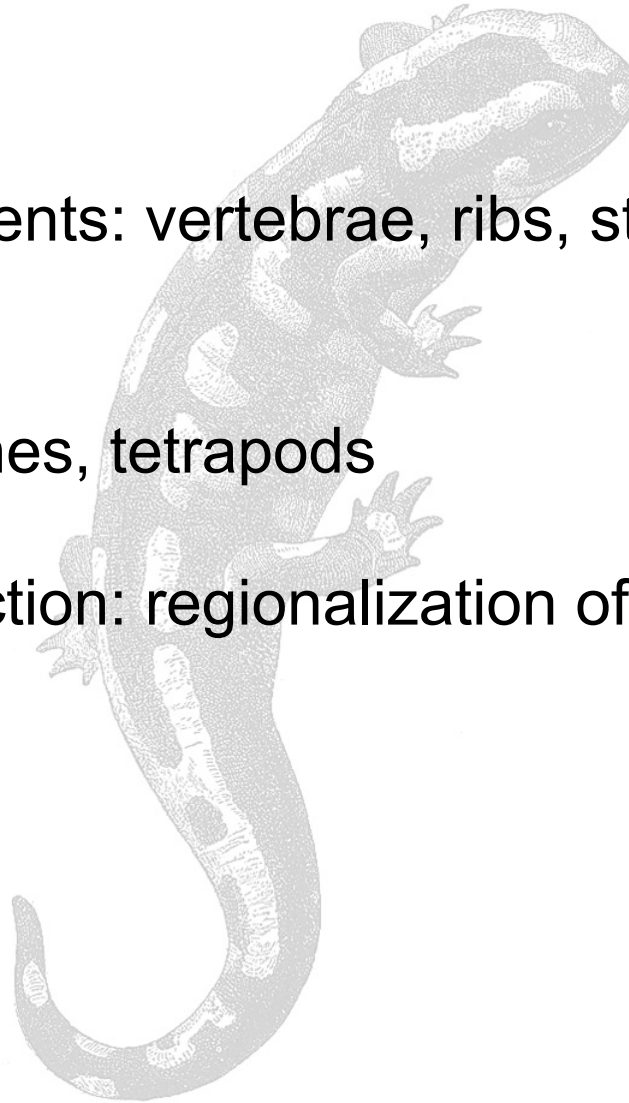 ents: vertebrae, ribs, st
nes, tetrapods
ction: regionalization of